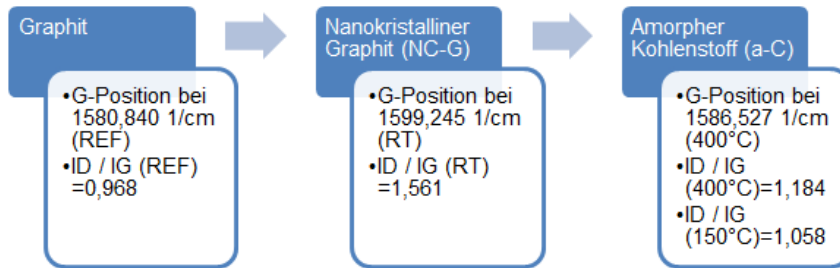 Graphit
•G-Position bei
1580,840 1/cm
(REF)
•ID / IG (REF)
=0,968
Nanokristalliner
Graphit (NC-G)
•G-Position bei
1599,245 1/cm
(RT)
•ID / IG (RT)
=1,561
Amorpher
Kohlenstoff (a-C)
•G-Position bei
1586,527 1/cm
(400°C)
•ID / IG
(400°C)=1,184
•ID / IG
(150°C)=1,058